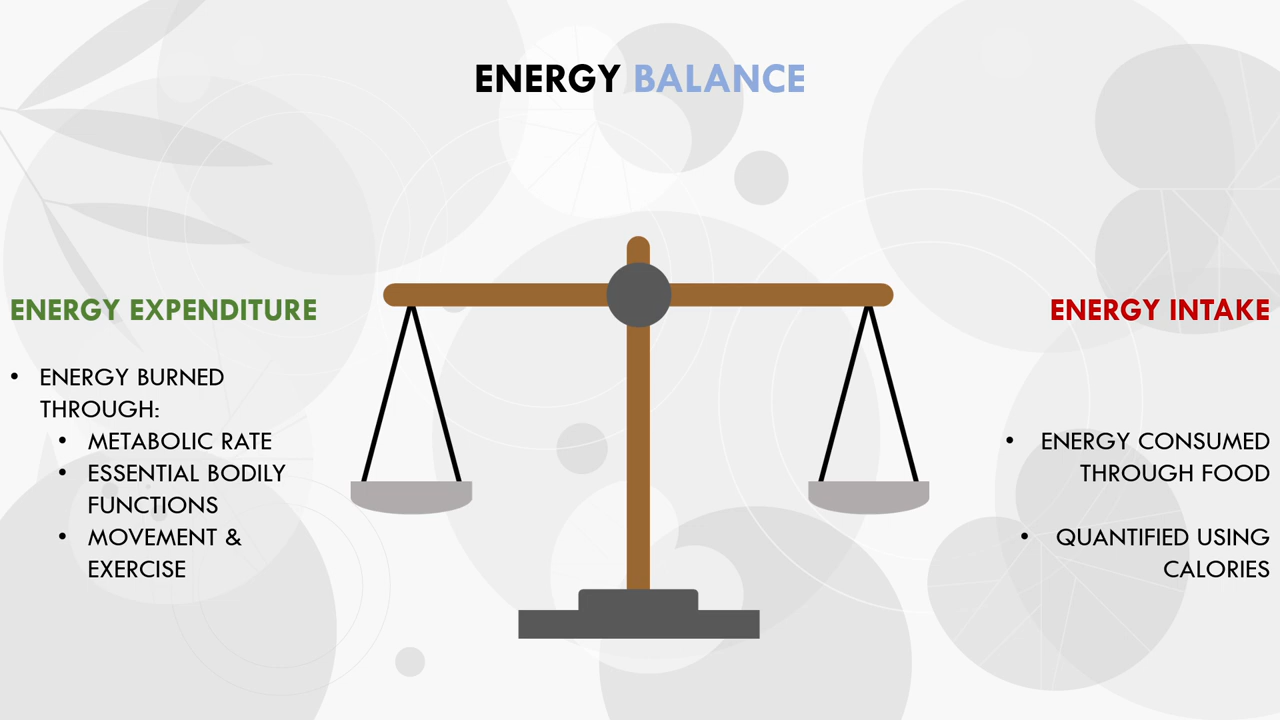 ENERGY BALANCE
ENERGY EXPENDITURE
• ENERGY BURNED
THROUGH:
• METABOLIC RATE
• ESSENTIAL BODILY
FUNCTIONS
• MOVEMENT &
EXERCISE
ENERGY INTAKE
• ENERGY CONSUMED
THROUGH FOOD
• QUANTIFIED USING
CALORIES